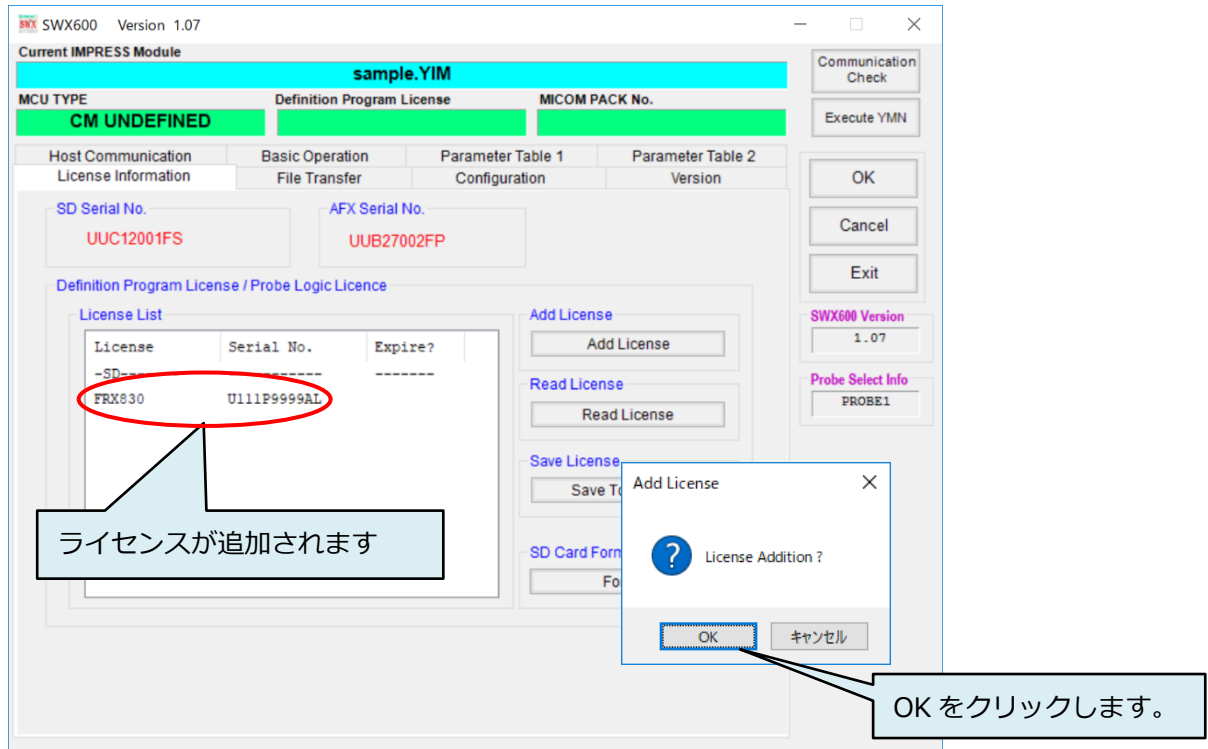 SWX SWX600 Version 1.07
Current IMPRESS Module
sample.YIM
MCU TYPE Definition Program License MICOM PACK No.
CM UNDEFINED
Communication
Check
Execute YMN
Host Communication Basic Operation Parameter Table 1 Parameter Table 2
License Information File Transfer Configuration Version
OK
Cancel
Exit
SD Serial No. AFX Serial No.
UUC12001FS UUB27002FP
Definition Program License / Probe Logic Licence
License List
License Serial No. Expire?
-SD---- ------------ -------
FRX830 U111P9999AL
ライセンスが追加されます
Add License
Add License
Read License
Read License
Save License
Save To
SD Card Form
Fo
SWX600 Version
1.07
Probe Select Info
PROBE1
Add License
? License Addition ?
OK キャンセル
OK をクリックします。